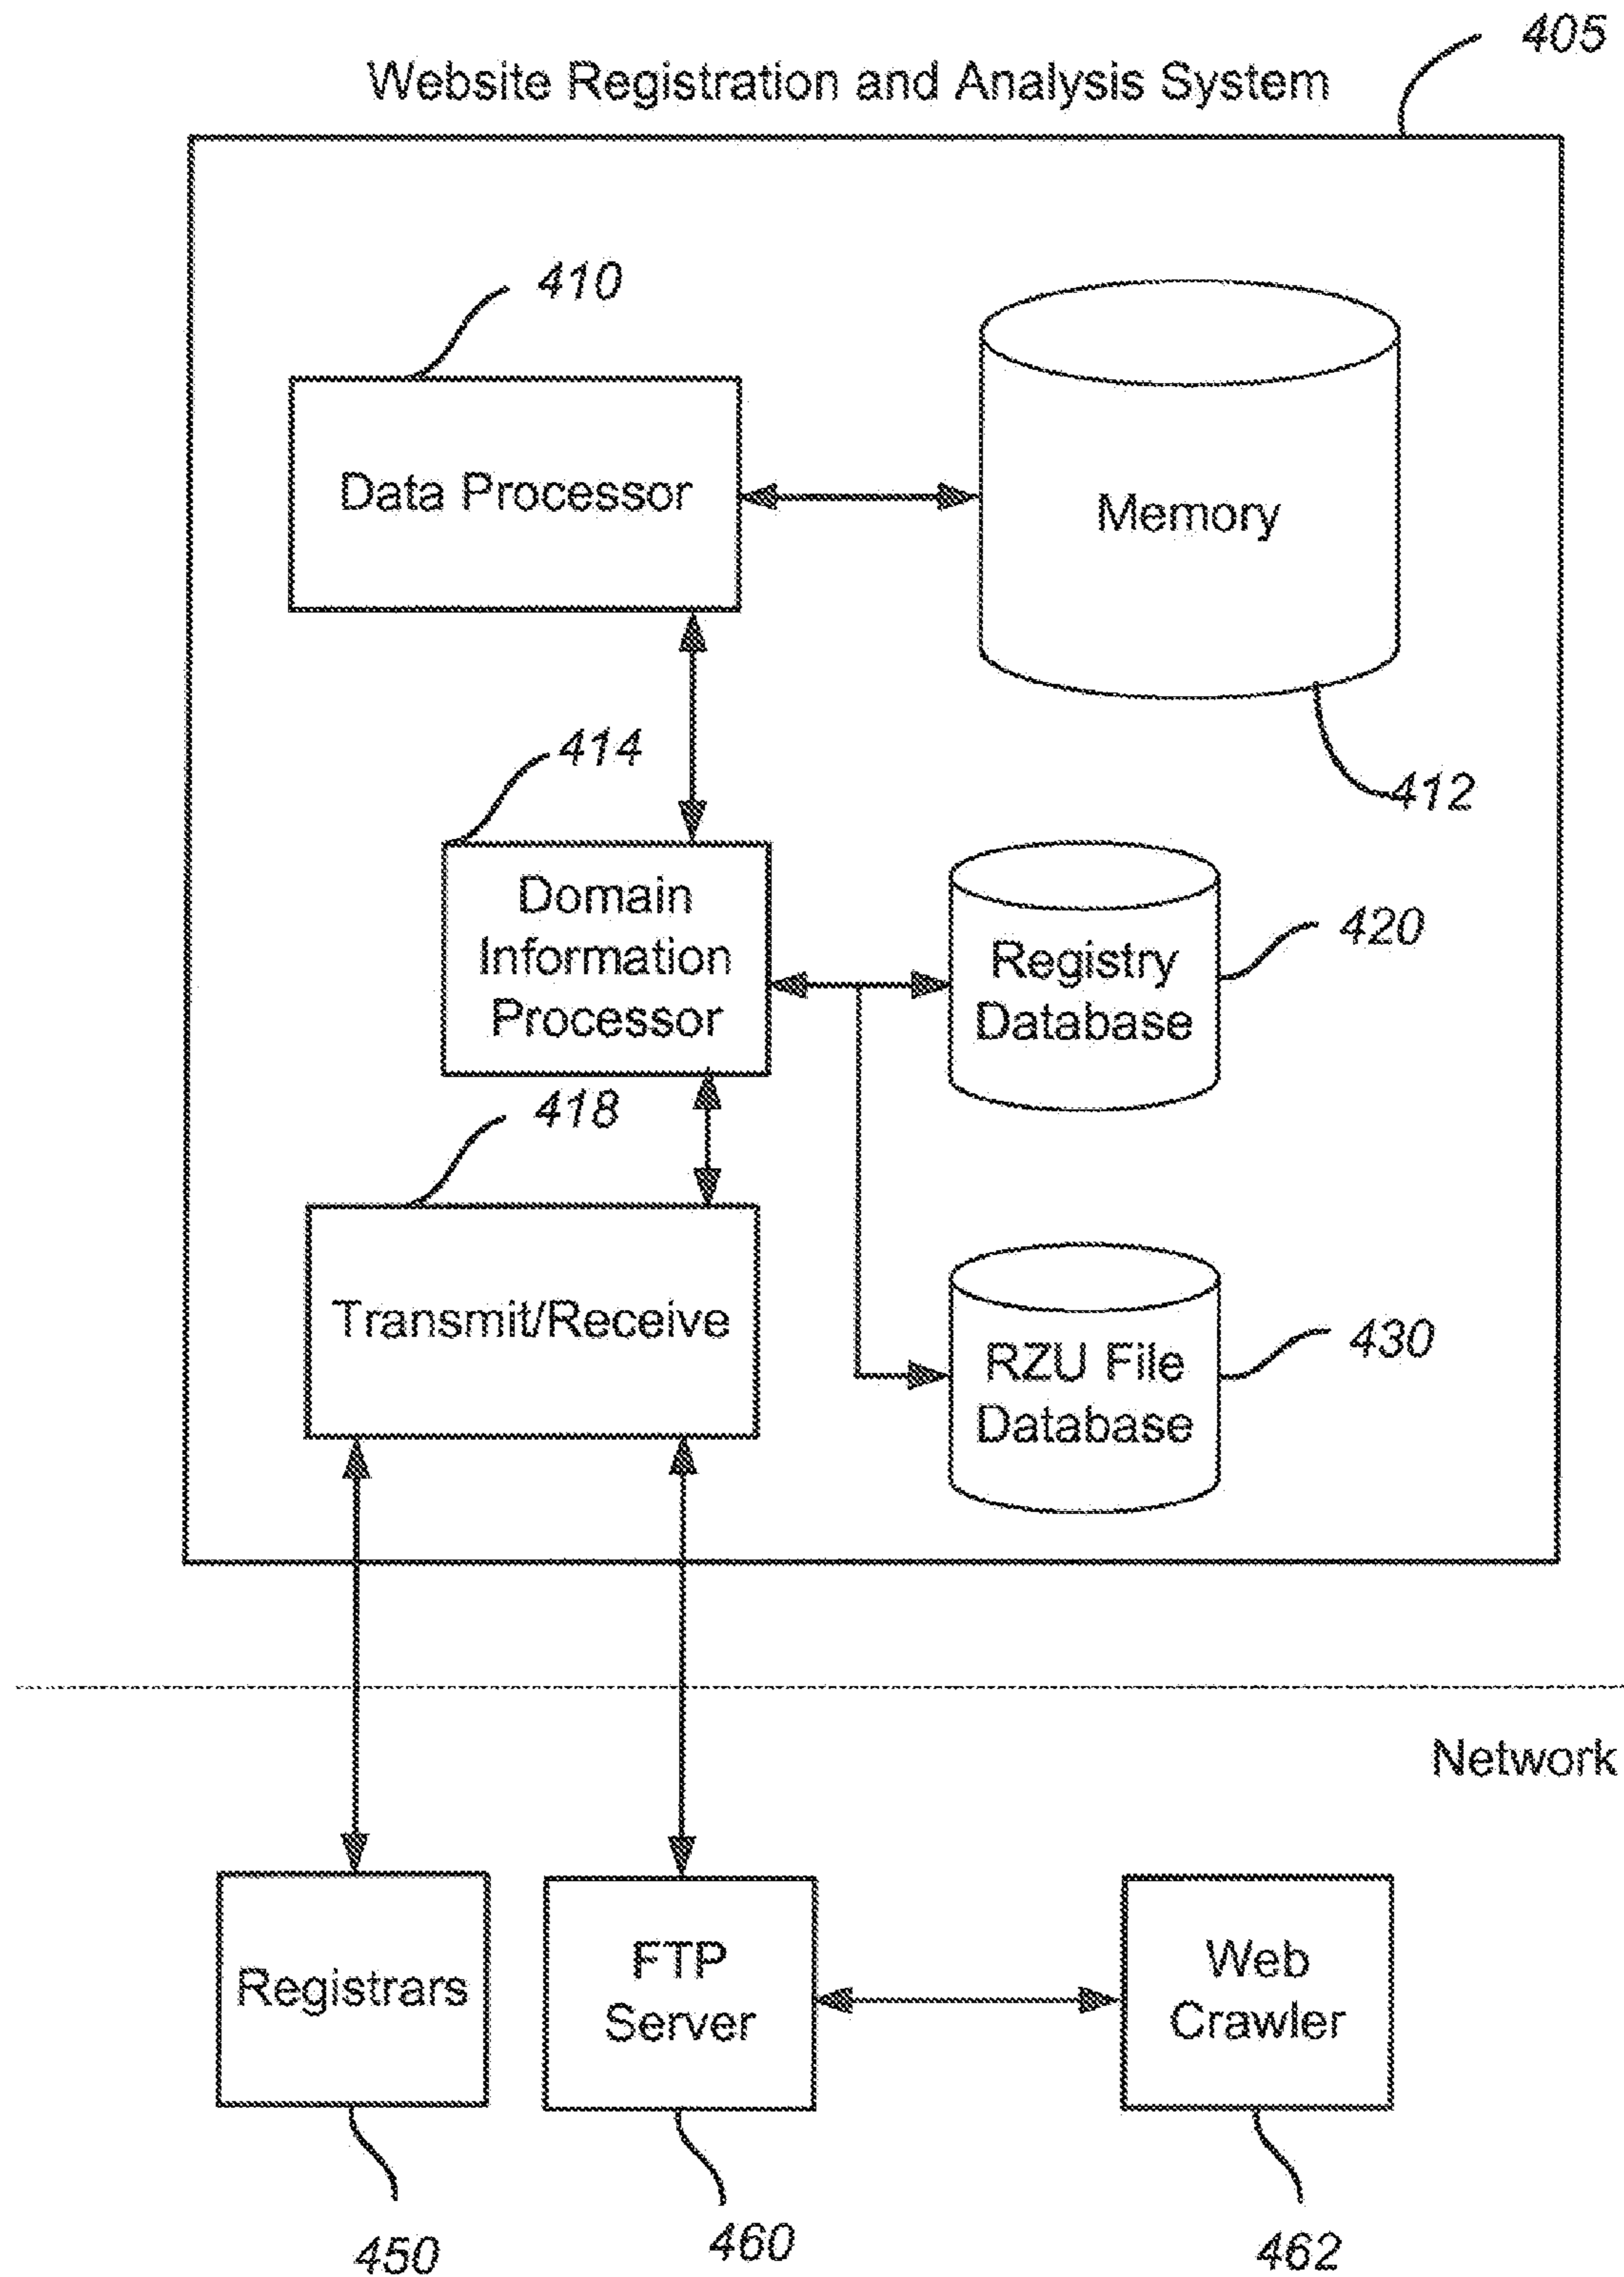 405
Website Registration and Analysis System
410
Data Processor
Memory
414
412
Domain
Information
Processor
Registry
Database
420
418
Transmit/Receive
RZU File
Database
430
Network
Registrars
FTP
Server
Web
Crawler
450
460
462